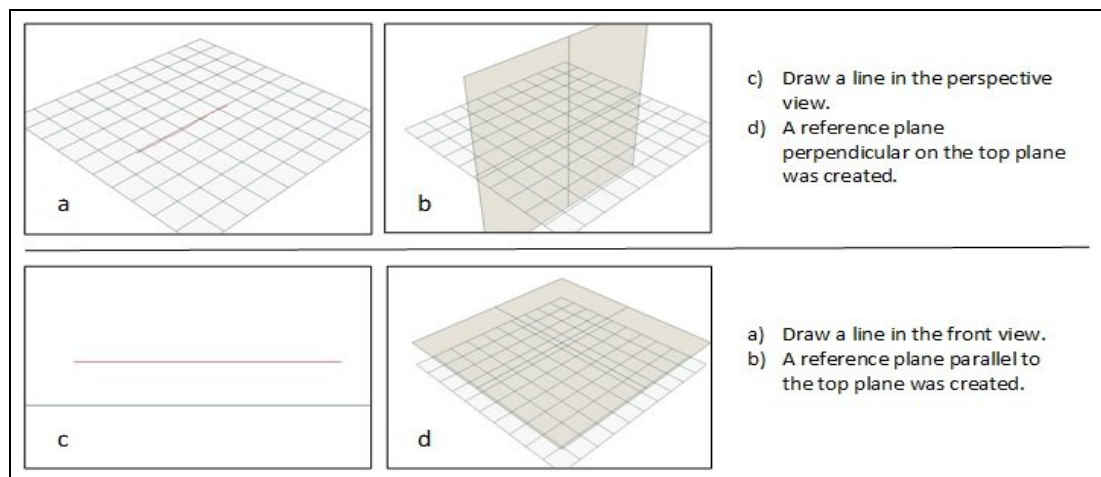 a
b
c) Draw a line in the perspective
view.
d) A reference plane
perpendicular on the top plane
was created.
c
d
a) Draw a line in the front view.
b) A reference plane parallel to
the top plane was created.